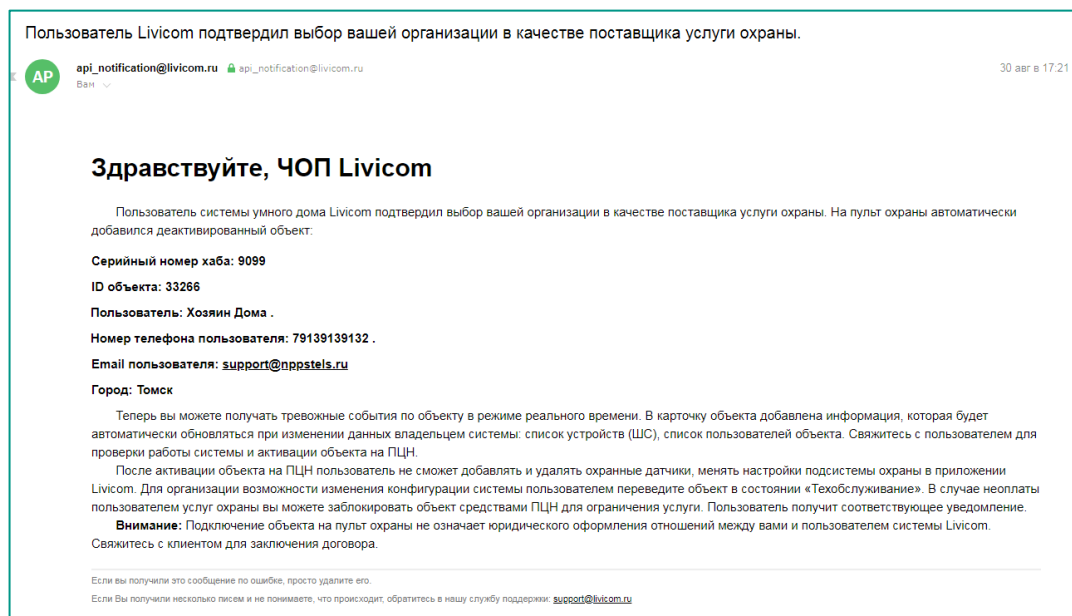 Пользователь Livicom подтвердил выбор вашей организации в качестве поставщика услуги охраны.
AP
api_notification@livicom.ru api_notification@livicom.ru
30 авг в 17:21
Вам
Здравствуйте, ЧОП Livicom
Пользователь системы умного дома Livicom подтвердил выбор вашей организации в качестве поставщика услуги охраны. На пульт охраны автоматически
добавился деактивированный объект:
Серийный номер хаба: 9099
ID объекта: 33266
Пользователь: Хозяин Дома .
Номер телефона пользователя: 79139139132 .
Email пользователя: support@nppstels.ru
Город: Томск
Теперь вы можете получать тревожные события по объекту в режиме реального времени. В карточку объекта добавлена информация, которая будет
автоматически обновляться при изменении данных владельцем системы: список устройств (ШС), список пользователей объекта. Свяжитесь с пользователем для
проверки работы системы и активации объекта на ПЦН.
После активации объекта на ПЦН пользователь не сможет добавлять и удалять охранные датчики, менять настройки подсистемы охраны в приложении
Livicom. Для организации возможности изменения конфигурации системы пользователем переведите объект в состоянии «Техобслуживание». В случае неоплаты
пользователем услуг охраны вы можете заблокировать объект средствами ПЦН для ограничения услуги. Пользователь получит соответствующее уведомление.
Внимание: Подключение объекта на пульт охраны не означает юридического оформления отношений между вами и пользователем системы Livicom.
Свяжитесь с клиентом для заключения договора.
Если вы получили это сообщение по ошибке, просто удалите его.
Если Вы получили несколько писем и не понимаете, что происходит, обратитесь в нашу службу поддержки: support@livicom.ru